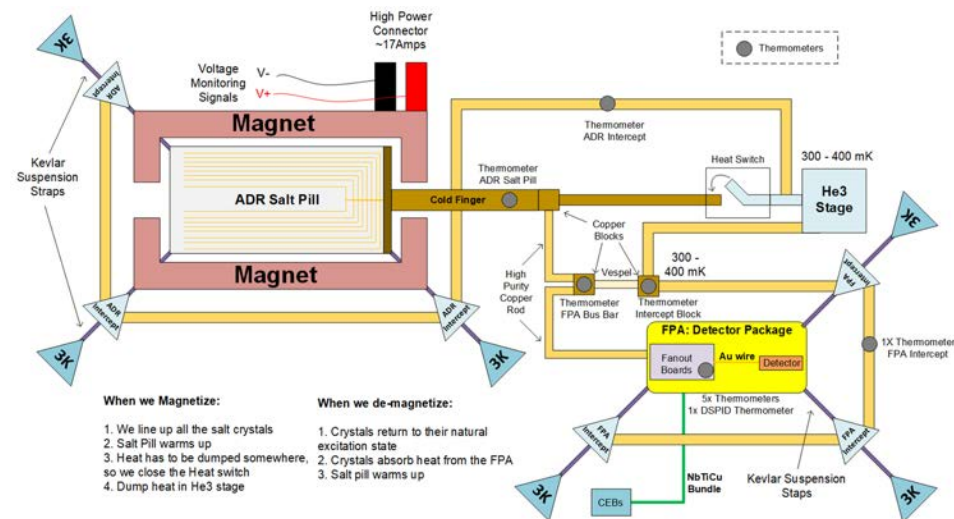 3K
ADR
Intercept
Kevlar
Suspension
Straps
High Power
Connector
~17Amps
Voltage
Monitoring
Signals
V-
V+
Magnet
ADR Salt Pill
Magnet
Cold Finger
Thermometer
ADR Salt Pill
Thermometers
Thermometer
ADR Intercept
Heat Switch
300 - 400 mK
He3
Stage
3K
FPA
Intercept
Copper
Blocks
300 -
400 mK
High
Purity
Copper
Rod
Vespel
Thermometer
FPA Bus Bar
Thermometer
Intercept Block
1X Thermometer
FPA Intercept
ADR
Intercept
3K
ADR
Intercept
3K
FPA: Detector Package
Fanout
Boards
Au wire
Detector
5x Thermometers
1x DSPID Thermometer
FPA
Intercept
3K
FPA
Intercept
3K
Kevlar Suspension
Staps
NbTiCu
Bundle
CEBs
When we Magnetize:
1. We line up all the salt crystals
2. Salt Pill warms up
3. Heat has to be dumped somewhere,
so we close the Heat switch
4. Dump heat in He3 stage
When we de-magnetize:
1. Crystals return to their natural
excitation state
2. Crystals absorb heat from the FPA
3. Salt pill warms up